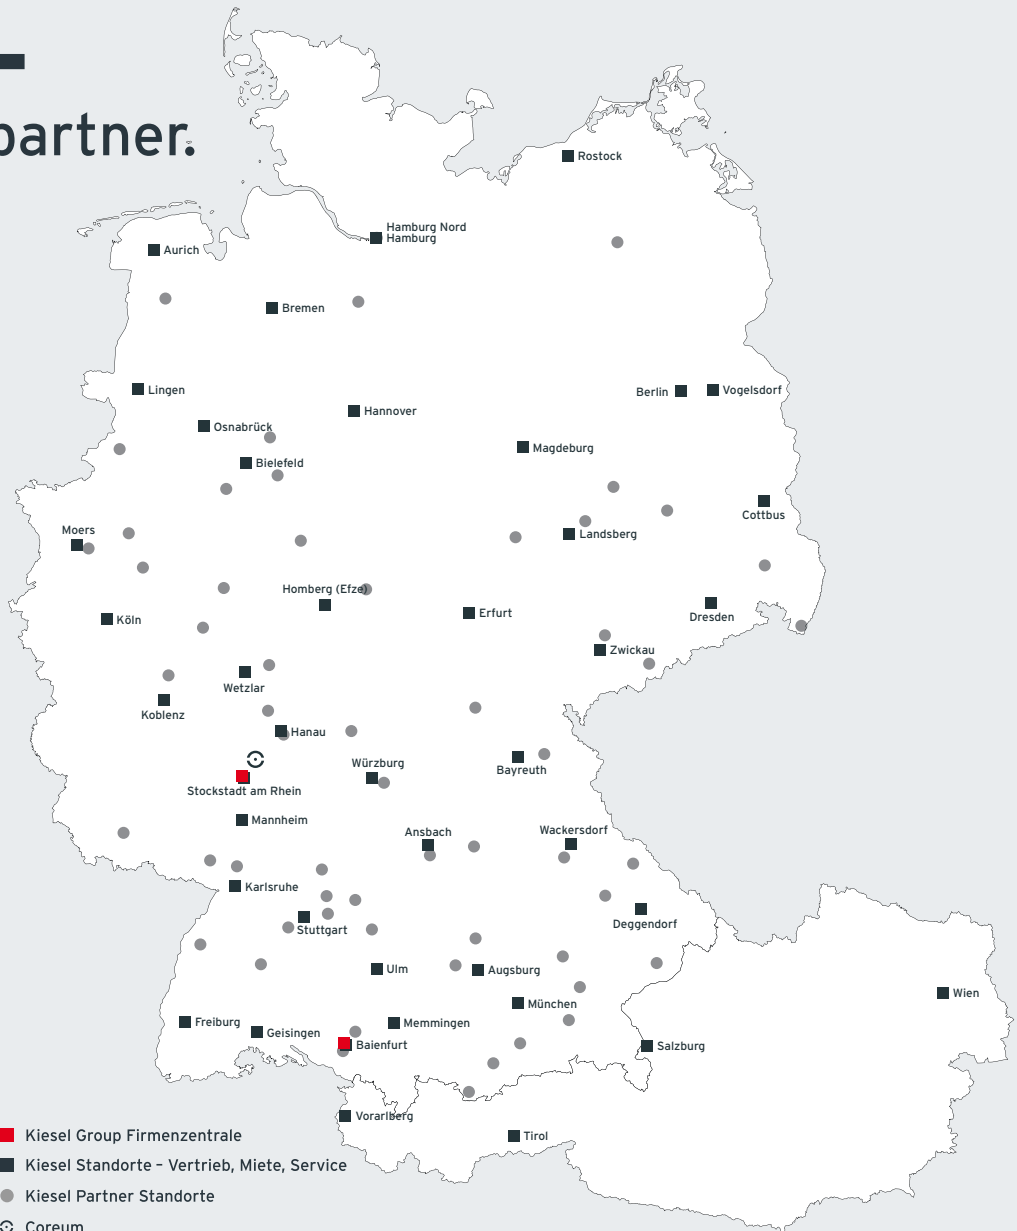 partner.
Rostock
Hamburg Nord
Hamburg
Aurich
Bremen
Lingen
Berlin
Vogelsdorf
Hannover
Osnabrück
Magdeburg
Bielefeld
Cottbus
Moers
Landsberg
Homberg (Efze)
Köln
Erfurt
Dresden
Zwickau
Wetzlar
Koblenz
Hanau
Würzburg
Bayreuth
Stockstadt am Rhein
Mannheim
Ansbach
Wackersdorf
Karlsruhe
Stuttgart
Deggendorf
Ulm
Augsburg
Wien
München
Freiburg
Geisingen
Memmingen
Baienfurt
Salzburg
Vorarlberg
Tirol
Kiesel Group Firmenzentrale
Kiesel Standorte – Vertrieb, Miete, Service
Kiesel Partner Standorte
Coreum